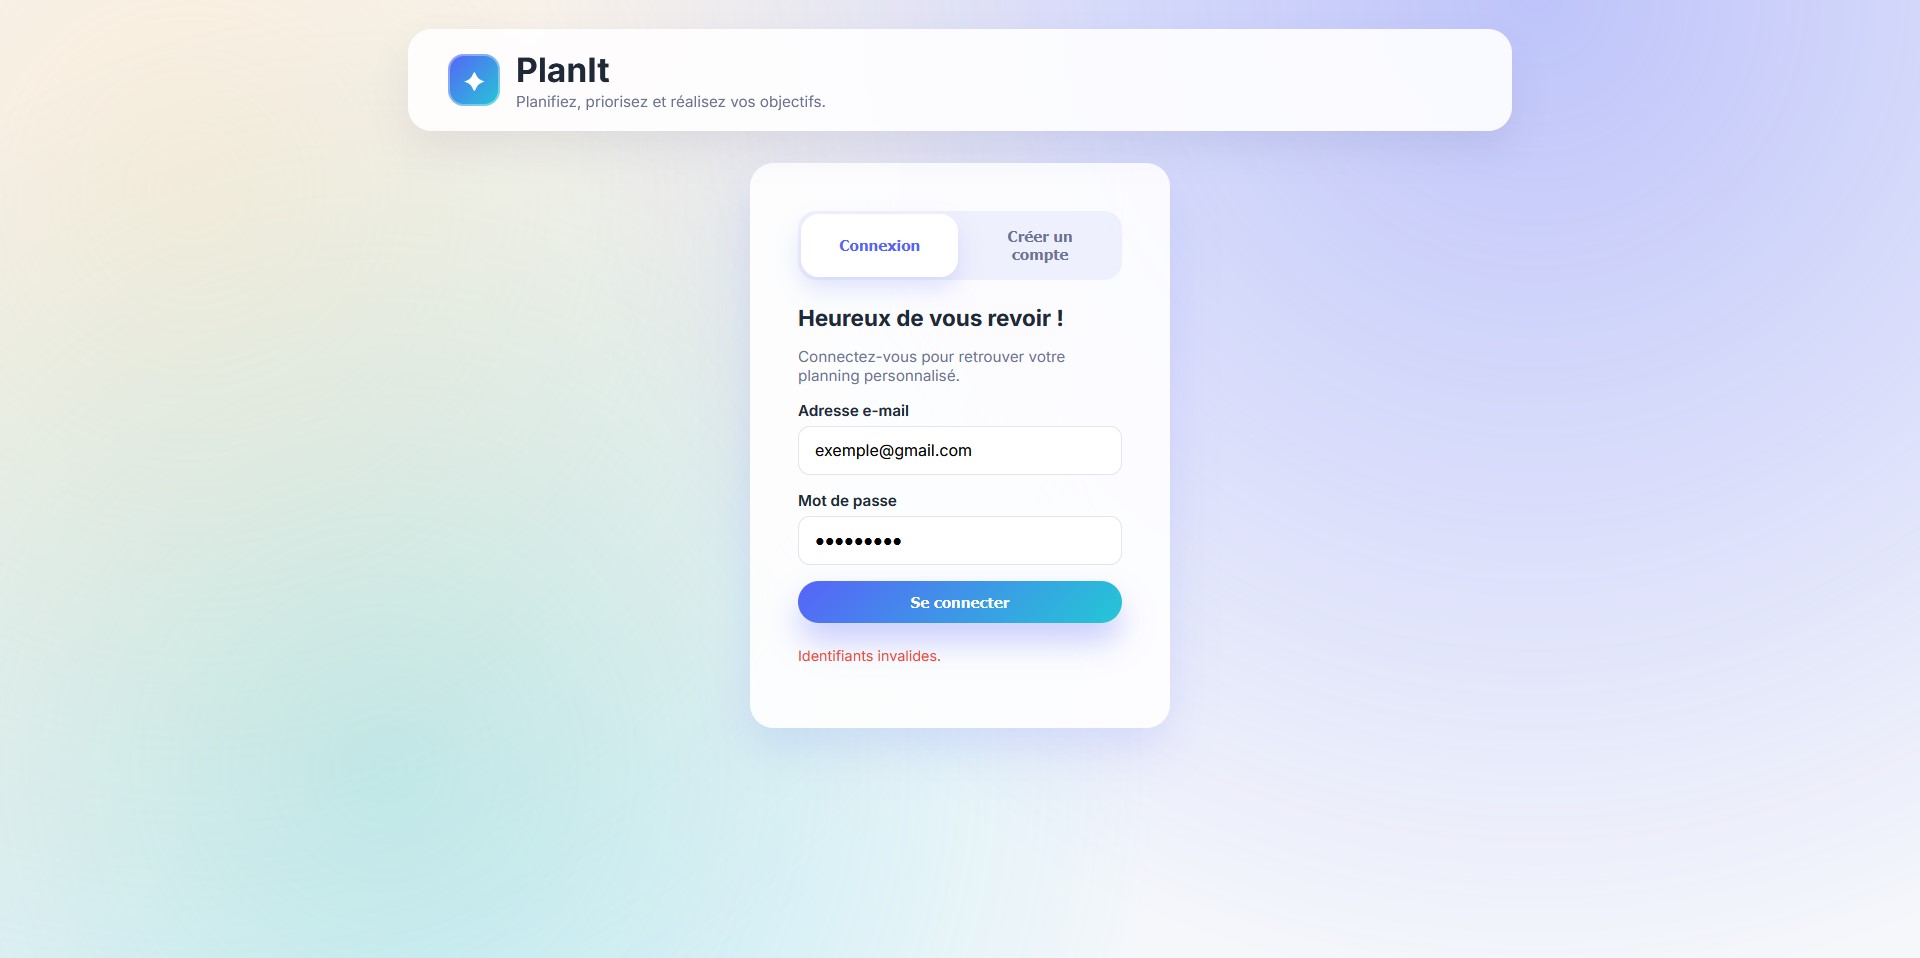 PlanIt
Planifiez, priorisez et réalisez vos objectifs.
Connexion
Créer un
compte
Heureux de vous revoir !
Connectez-vous pour retrouver votre
planning personnalisé.
Adresse e-mail
exemple@gmail.com
Mot de passe
•••••••••
Se connecter
Identifiants invalides.